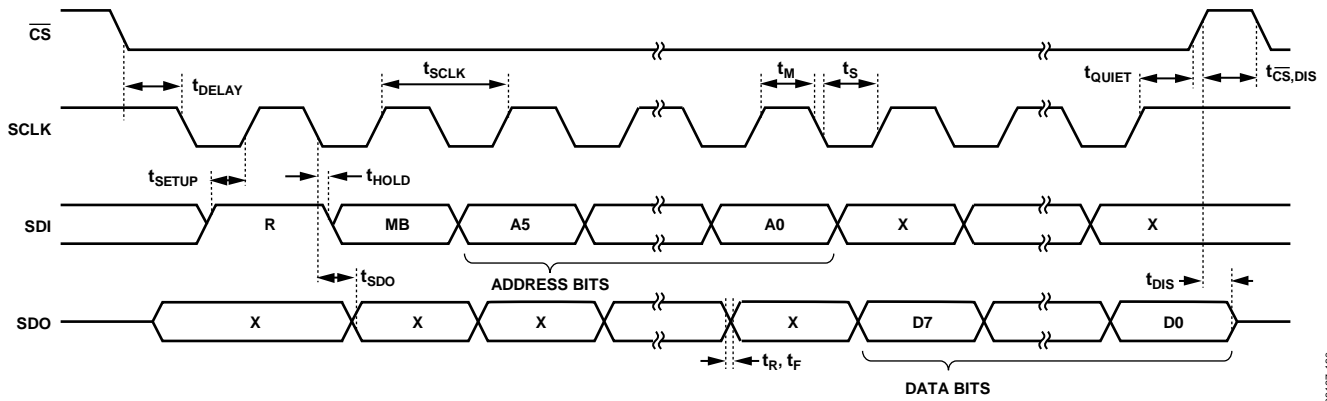 CS
tDELAY
tSCLK
tM
tS
tQUIET
tCS,DIS
SCLK
tSETUP
tHOLD
SDI
R
MB
A5
A0
X
X
tSDO
ADDRESS BITS
tDIS
SDO
X
X
X
X
D7
D0
tR, tF
DATA BITS